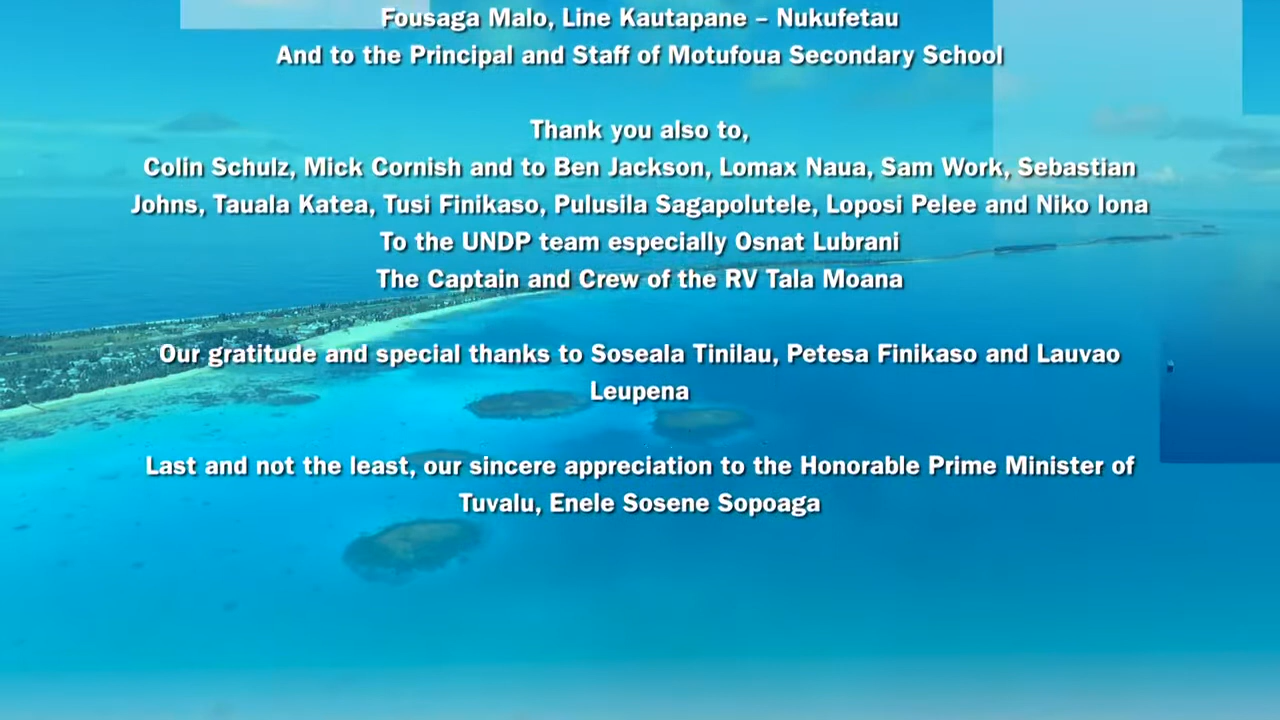 Fousaga Malo, Line Kautapane – Nukufetau
And to the Principal and Staff of Motufoua Secondary School
Thank you also to,
Colin Schulz, Mick Cornish and to Ben Jackson, Lomax Naua, Sam Work, Sebastian
Johns, Tauala Katea, Tusi Finikaso, Pulusila Sagapolutele, Loposi Pelee and Niko Iona
To the UNDP team especially Osnat Lubrani
The Captain and Crew of the RV Tala Moana
Our gratitude and special thanks to Soseala Tinilau, Petesa Finikaso and Lauvao
Leupena
Last and not the least, our sincere appreciation to the Honorable Prime Minister of
Tuvalu, Enele Sosene Sopoaga